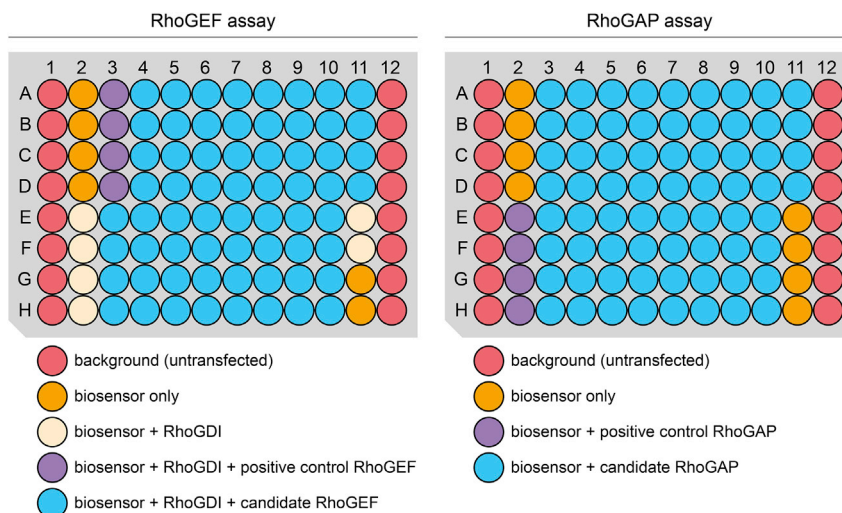 RhoGEF assay
RhoGAP assay
1 2 3 4 5 6 7 8 9 10 11 12
1 2 3 4 5 6 7 8 9 10 11 12
A
B
C
D
E
F
G
H
A
B
C
D
E
F
G
H
background (untransfected)
biosensor only
biosensor + RhoGDI
biosensor + RhoGDI + positive control RhoGEF
biosensor + RhoGDI + candidate RhoGEF
background (untransfected)
biosensor only
biosensor + positive control RhoGAP
biosensor + candidate RhoGAP